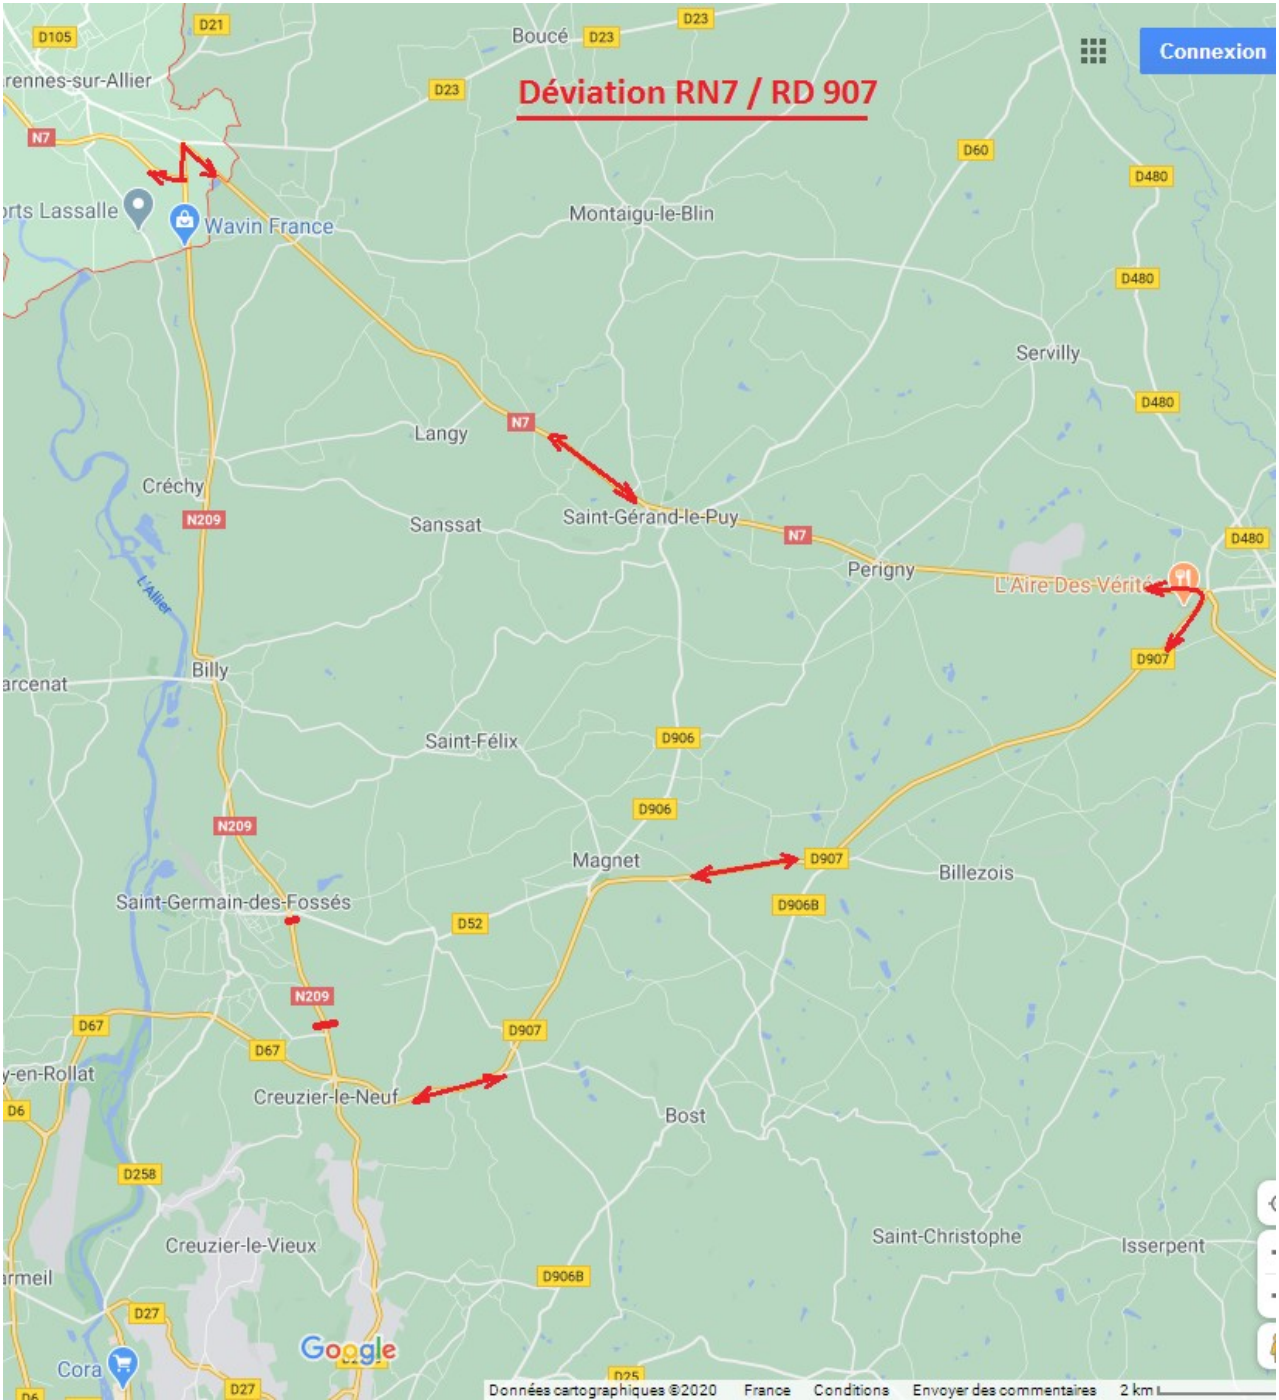 D105
D21
Boucé
D23
D23
Connexion
rennes-sur-Allier
D23
Déviation RN7 / RD 907
N7
D60
D480
orts Lassalle
Wavin France
Montaigu-le-Blin
D480
Servilly
D480
N7
Langy
Créchy
N209
Sanssat
Saint-Gérand-le-Puy
N7
D480
Perigny
L'Aire Des Vérité
L'Allier
Billy
D907
arcenat
Saint-Félix
D906
N209
D906
Magnet
D907
Billezois
Saint-Germain-des-Fossés
D52
D906B
N209
D67
D907
D67
y-en-Rollat
Creuzier-le-Neuf
D6
Bost
D258
Creuzier-le-Vieux
Saint-Christophe
Isserpent
armeil
D906B
D27
Google
Cora
D25
D27
D6
Données cartographiques ©2020 France Conditions Envoyer des commentaires 2 km